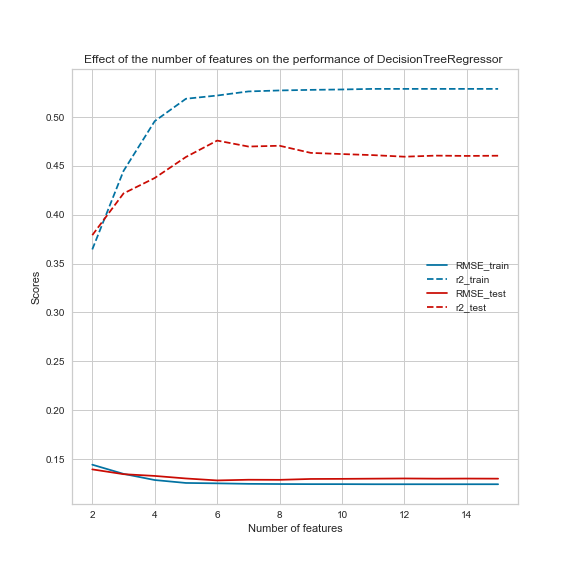 Effect of the number of features on the performance of DecisionTreeRegressor
Scores
0.50
0.45
0.40
0.35
0.30
0.25
0.20
0.15
RMSE_train
r2_train
RMSE_test
r2_test
2 4 6 8 10 12 14
Number of features